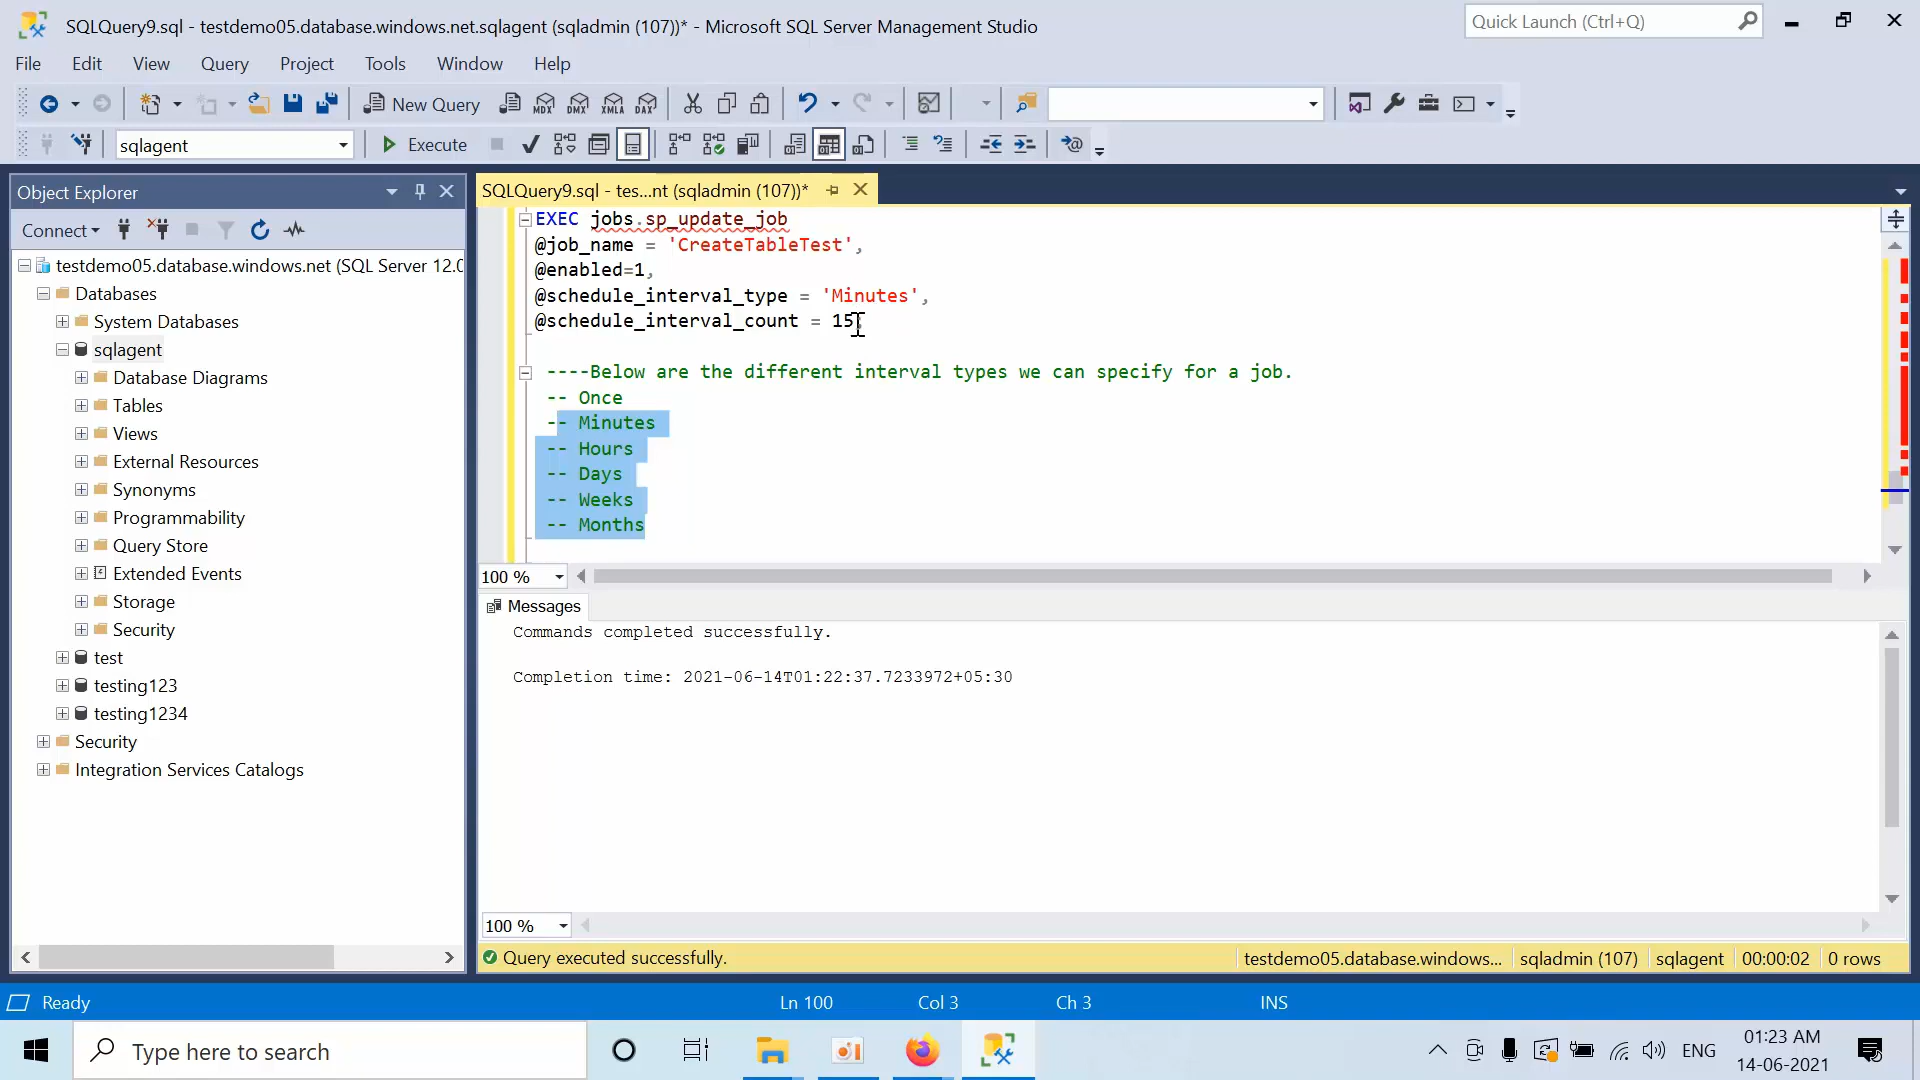 SQLQuery9.sql - testdemo05.database.windows.net.sqlagent (sqladmin (107))* - Microsoft SQL Server Management Studio
Quick Launch (Ctrl+Q)
File Edit View Query Project Tools Window Help
New Query
MDX DMX XMLA DAX
sqlagent
Execute
Object Explorer
Connect
testdemo05.database.windows.net (SQL Server 12.0
Databases
System Databases
sqlagent
Database Diagrams
Tables
Views
External Resources
Synonyms
Programmability
Query Store
Extended Events
Storage
Security
test
testing123
testing1234
Security
Integration Services Catalogs
SQLQuery9.sql - tes...nt (sqladmin (107))*
EXEC jobs.sp_update_job
@job_name = 'CreateTableTest',
@enabled=1,
@schedule_interval_type = 'Minutes',
@schedule_interval_count = 15;
----Below are the different interval types we can specify for a job.
-- Once
-- Minutes
-- Hours
-- Days
-- Weeks
-- Months
100 %
Messages
Commands completed successfully.
Completion time: 2021-06-14T01:22:37.7233972+05:30
100 %
Query executed successfully.
testdemo05.database.windows... sqladmin (107) sqlagent 00:00:02 0 rows
Ready
Ln 100 Col 3 Ch 3 INS
Type here to search
ENG
01:23 AM
14-06-2021